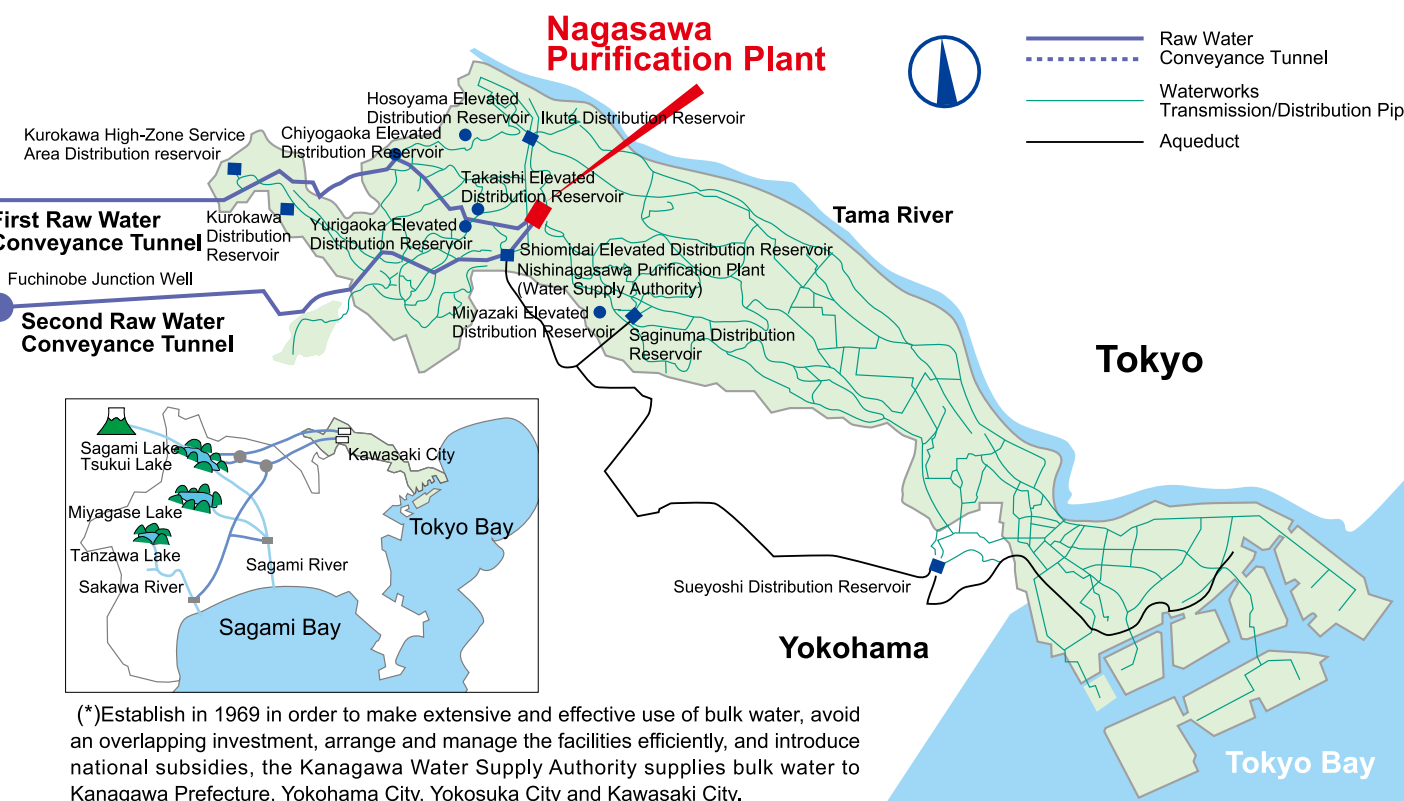 Nagasawa
Purification Plant
Raw Water
Conveyance Tunnel
Waterworks
Transmission/Distribution Pip
Aqueduct
Hosoyama Elevated
Distribution Reservoir
Ikuta Distribution Reservoir
Kurokawa High-Zone Service
Area Distribution reservoir
Chiyogaoka Elevated
Distribution Reservoir
Takaishi Elevated
Distribution Reservoir
First Raw Water
Conveyance Tunnel
Kurokawa
Distribution
Reservoir
Yurigaoka Elevated
Distribution Reservoir
Tama River
Shiomidai Elevated Distribution Reservoir
Nishinagasawa Purification Plant
(Water Supply Authority)
Fuchinobe Junction Well
Second Raw Water
Conveyance Tunnel
Miyazaki Elevated
Distribution Reservoir
Saginuma Distribution
Reservoir
Tokyo
Sagami Lake
Tsukui Lake
Kawasaki City
Miyagase Lake
Tokyo Bay
Tanzawa Lake
Sagami River
Sakawa River
Sagami Bay
Sueyoshi Distribution Reservoir
Yokohama
Tokyo Bay
(*)Establish in 1969 in order to make extensive and effective use of bulk water, avoid
an overlapping investment, arrange and manage the facilities efficiently, and introduce
national subsidies, the Kanagawa Water Supply Authority supplies bulk water to
Kanagawa Prefecture, Yokohama City, Yokosuka City and Kawasaki City.